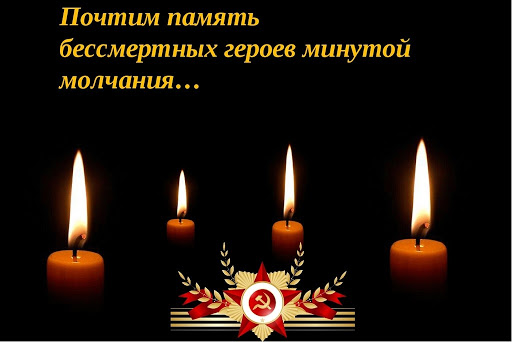 Почтим память
бессмертных героев минутой
молчания…